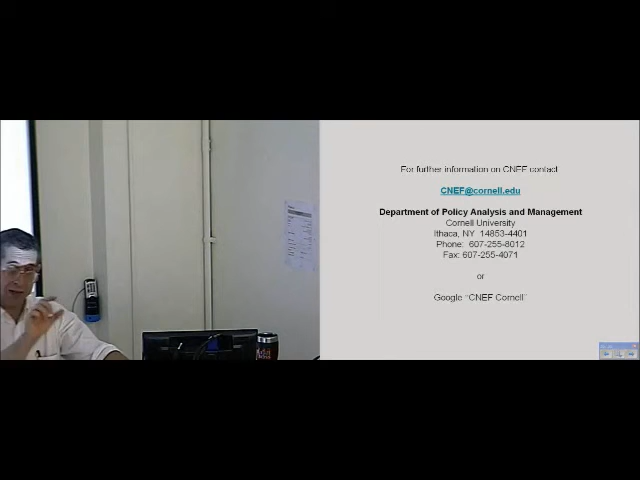 For further information on CNEF contact
CNEF@cornell.edu
Department of Policy Analysis and Management
Cornell University
Ithaca, NY 14853-4401
Phone: 607-255-8012
Fax: 607-255-4071
or
Google “CNEF Cornell”